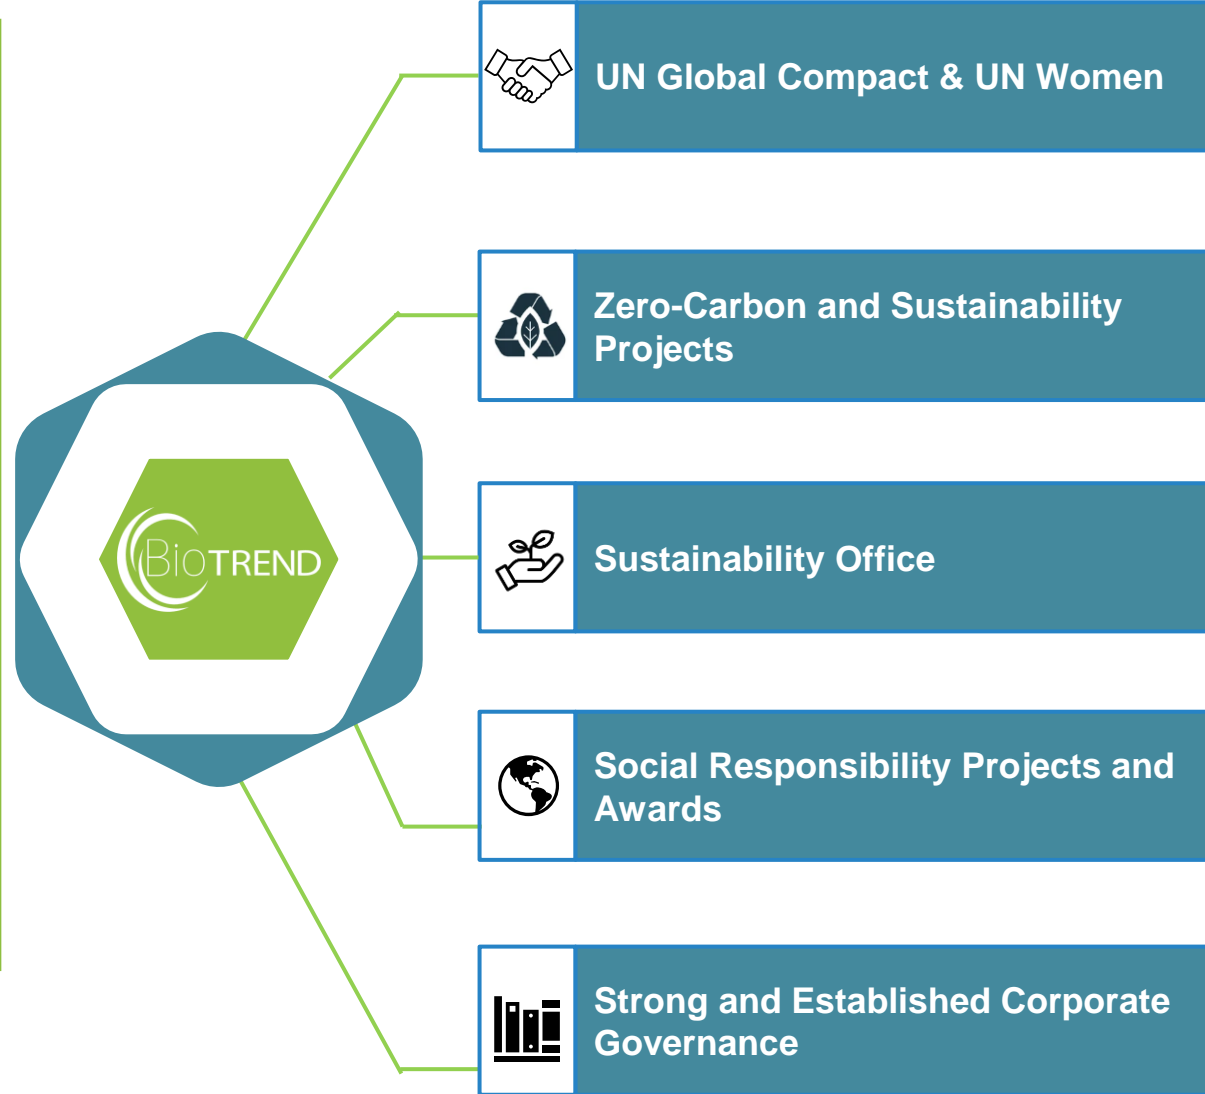 UN Global Compact & UN Women
Zero-Carbon and Sustainability
Projects
BioTREND
Sustainability Office
Social Responsibility Projects and
Awards
Strong and Established Corporate
Governance